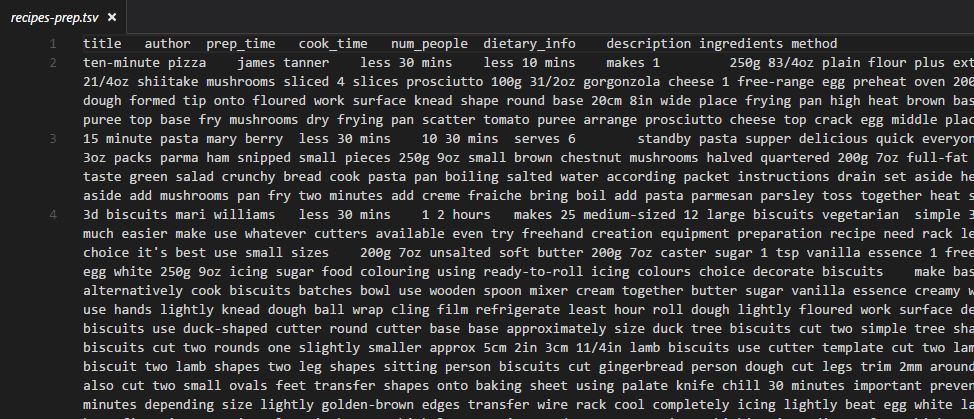 recipes-prep.tsv ×
1 title author prep_time cook_time num_people dietary_info description ingredients method
2 ten-minute pizza james tanner less 30 mins less 10 mins makes 1 250g 83/4oz plain flour plus ext
21/4oz shiitake mushrooms sliced 4 slices prosciutto 100g 31/2oz gorgonzola cheese 1 free-range egg preheat oven 200
dough formed tip onto floured work surface knead shape round base 20cm 8in wide place frying pan high heat brown bas
puree top base fry mushrooms dry frying pan scatter tomato puree arrange prosciutto cheese top crack egg middle plac
3 15 minute pasta mary berry less 30 mins 10 30 mins serves 6 standby pasta supper delicious quick everyon
3oz packs parma ham snipped small pieces 250g 9oz small brown chestnut mushrooms halved quartered 200g 7oz full-fat
taste green salad crunchy bread cook pasta pan boiling salted water according packet instructions drain set aside he
aside add mushrooms pan fry two minutes add creme fraiche bring boil add pasta parmesan parsley toss together heat s
4 3d biscuits mari williams less 30 mins 1 2 hours makes 25 medium-sized 12 large biscuits vegetarian simple 3
much easier make use whatever cutters available even try freehand creation equipment preparation recipe need rack le
choice it's best use small sizes 200g 7oz unsalted soft butter 200g 7oz caster sugar 1 tsp vanilla essence 1 free
egg white 250g 9oz icing sugar food colouring using ready-to-roll icing colours choice decorate biscuits make bas
alternatively cook biscuits batches bowl use wooden spoon mixer cream together butter sugar vanilla essence creamy w
use hands lightly knead dough ball wrap cling film refrigerate least hour roll dough lightly floured work surface de
biscuits use duck-shaped cutter round cutter base base approximately size duck tree biscuits cut two simple tree sha
biscuits cut two rounds one slightly smaller approx 5cm 2in 3cm 11/4in lamb biscuits use cutter template cut two lam
biscuit two lamb shapes two leg shapes sitting person biscuits cut gingerbread person dough cut legs trim 2mm around
also cut two small ovals feet transfer shapes onto baking sheet using palate knife chill 30 minutes important preven
minutes depending size lightly golden-brown edges transfer wire rack cool completely icing lightly beat egg white la